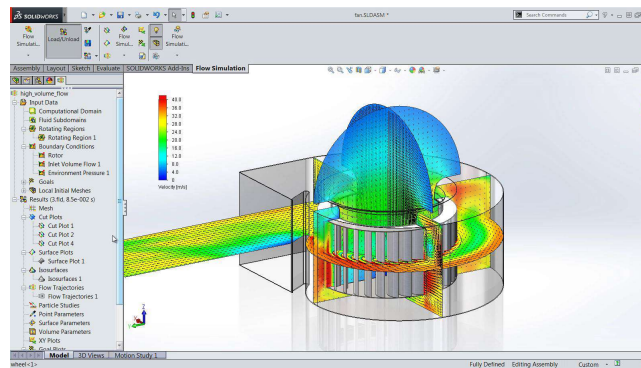 SOLIDWORKS
fan.SLDASM *
Search Commands
Flow
Simulati...
Load/Unload
Flow
Simul...
Flow
Simulati...
Assembly
Layout
Sketch
Evaluate
SOLIDWORKS Add-Ins
Flow Simulation
high_volume_flow
Input Data
Computational Domain
Fluid Subdomains
Rotating Regions
Rotating Region 1
Boundary Conditions
Rotor
Inlet Volume Flow 1
Environment Pressure 1
Goals
Local Initial Meshes
Results (3.fld, 8.5e-002 s)
Mesh
Cut Plots
Cut Plot 1
Cut Plot 2
Cut Plot 4
Surface Plots
Surface Plot 1
Isosurfaces
Isosurfaces 1
Flow Trajectories
Flow Trajectories 1
Particle Studies
Point Parameters
Surface Parameters
Volume Parameters
XY Plots
Goal Plots
40.0
36.0
32.0
28.0
24.0
20.0
16.0
12.0
8.0
4.0
0
Velocity [m/s]
Z
X
Y
Model
3D Views
Motion Study 1
wheel<1>
Fully Defined
Editing Assembly
Custom